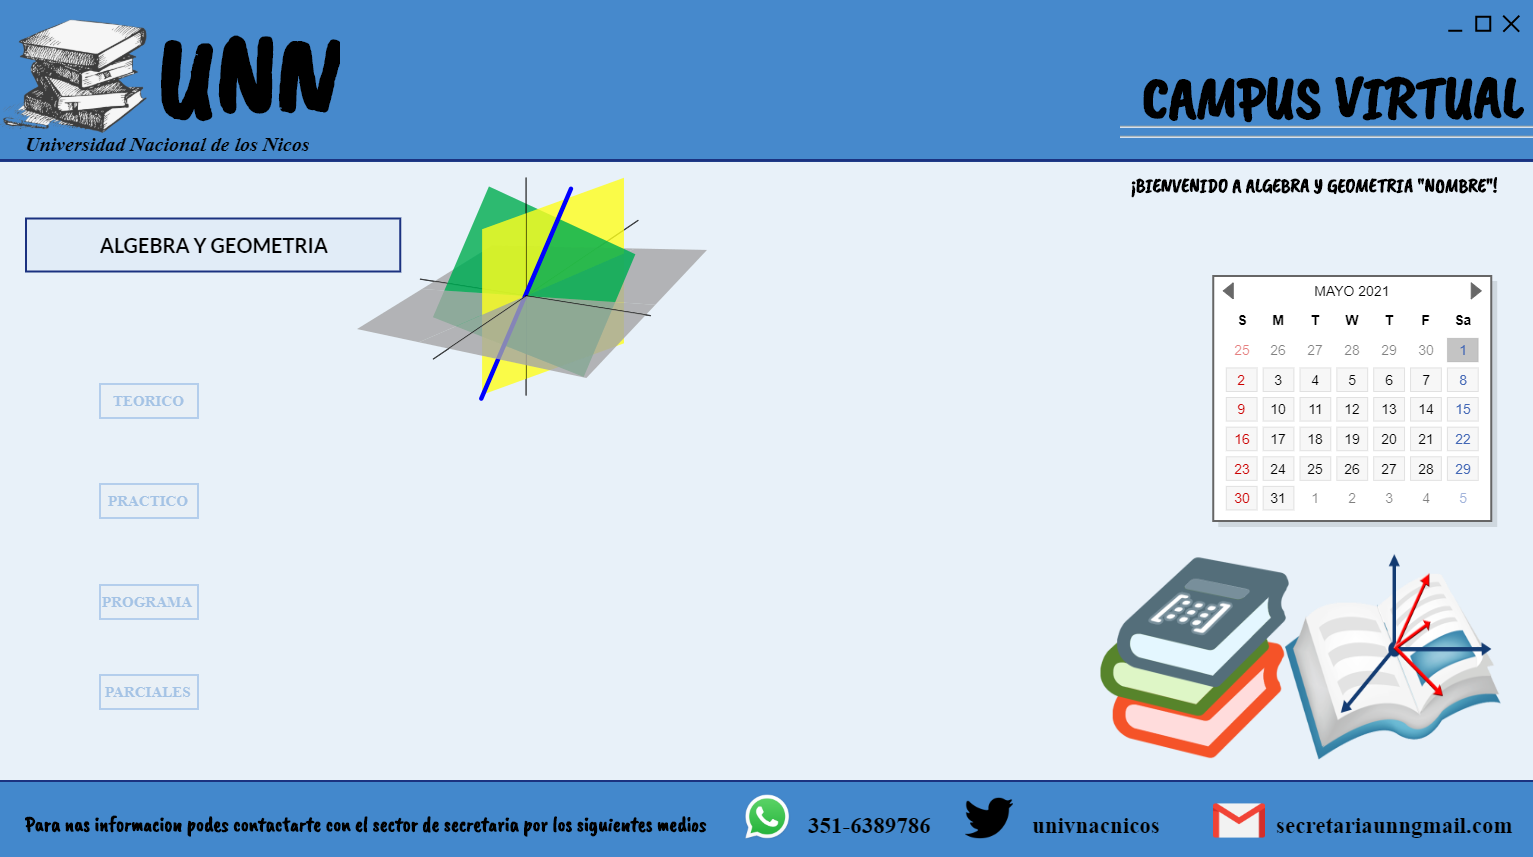 UNN
Universidad Nacional de los Nicos
CAMPUS VIRTUAL
¡BIENVENIDO A ALGEBRA Y GEOMETRIA "NOMBRE"!
ALGEBRA Y GEOMETRIA
TEORICO
PRACTICO
PROGRAMA
PARCIALES
MAYO 2021
S M T W T F Sa
25 26 27 28 29 30 1
2 3 4 5 6 7 8
9 10 11 12 13 14 15
16 17 18 19 20 21 22
23 24 25 26 27 28 29
30 31 1 2 3 4 5
Para nas informacion podes contactarte con el sector de secretaria por los siguientes medios
351-6389786
univnacnicos
secretariaunngmail.com